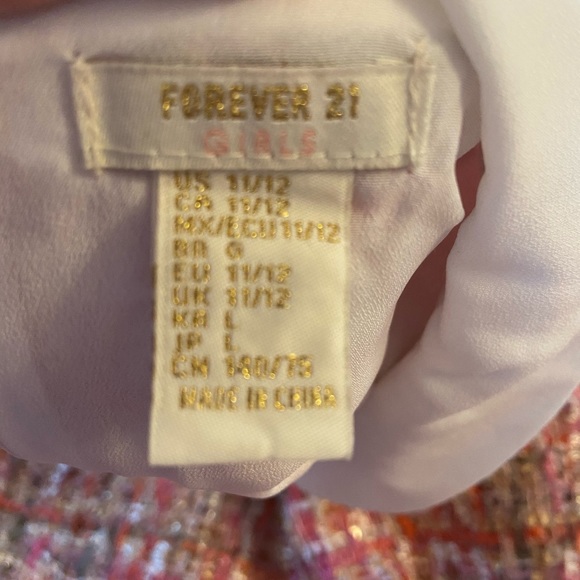 FOREVER 21
GIRLS
US 11/12
CA 11/12
MX/ECU 11/12
BR G
EU 11/12
UK 11/12
KR L
JP L
CN 140/73
MADE IN CHINA